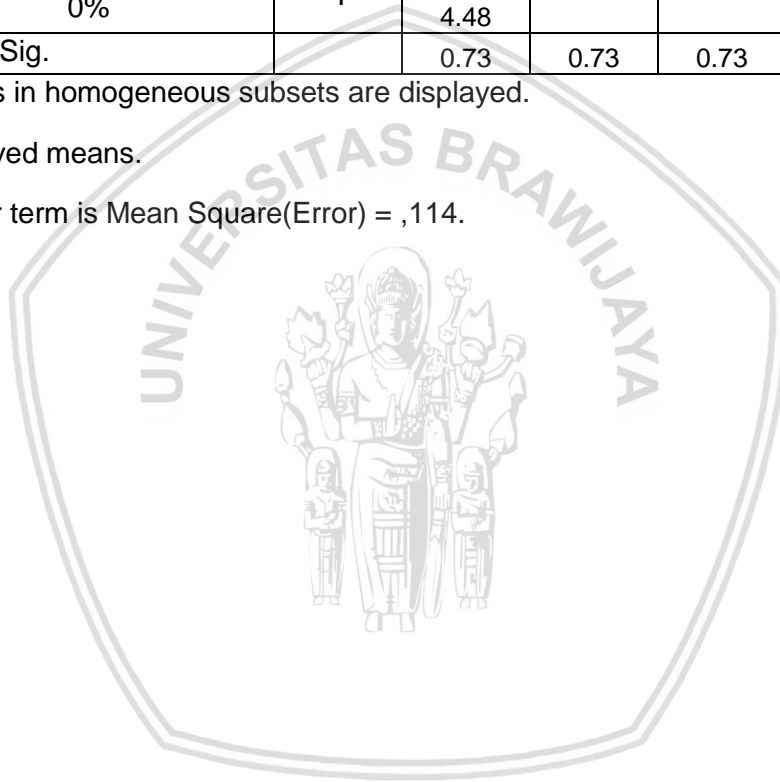 0%
4.48
Sig. 0.73 0.73 0.73
s in homogeneous subsets are displayed.
yed means.
r term is Mean Square(Error) = ,114.
UNIVERSITAS BRAWIJAYA